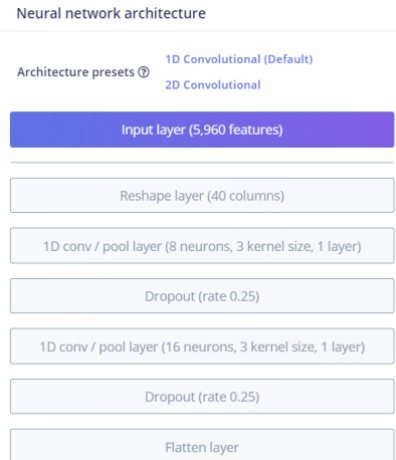 Neural network architecture
Architecture presets ? 1D Convolutional (Default)
2D Convolutional
Input layer (5,960 features)
Reshape layer (40 columns)
1D conv / pool layer (8 neurons, 3 kernel size, 1 layer)
Dropout (rate 0.25)
1D conv / pool layer (16 neurons, 3 kernel size, 1 layer)
Dropout (rate 0.25)
Flatten layer